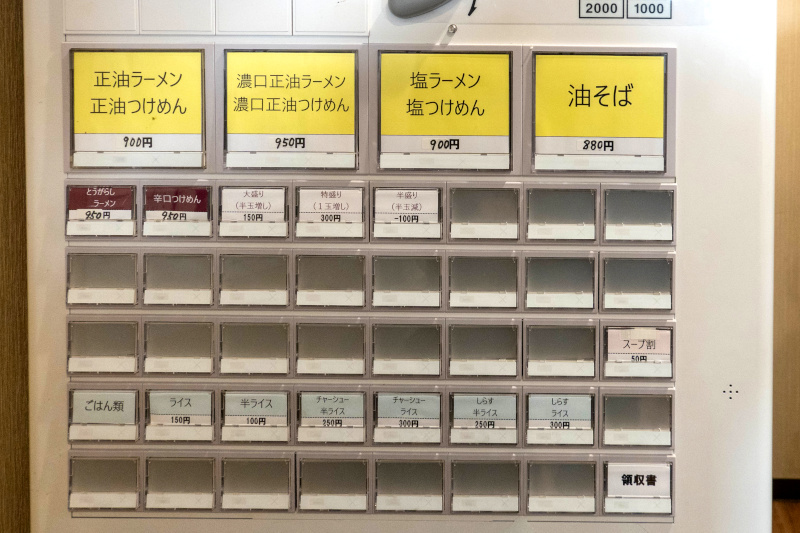 2000 1000
正油ラーメン
正油つけめん
900円
濃口正油ラーメン
濃口正油つけめん
950円
塩ラーメン
塩つけめん
900円
油そば
880円
とうがらし
ラーメン
950円
辛口つけめん
950円
大盛り
(半玉増し)
150円
特盛り
(1玉増し)
300円
半盛り
(半玉減)
-100円
スープ割
50円
ごはん類
ライス
150円
半ライス
100円
チャーシュー
半ライス
250円
チャーシュー
ライス
300円
しらす
半ライス
250円
しらす
ライス
300円
領収書